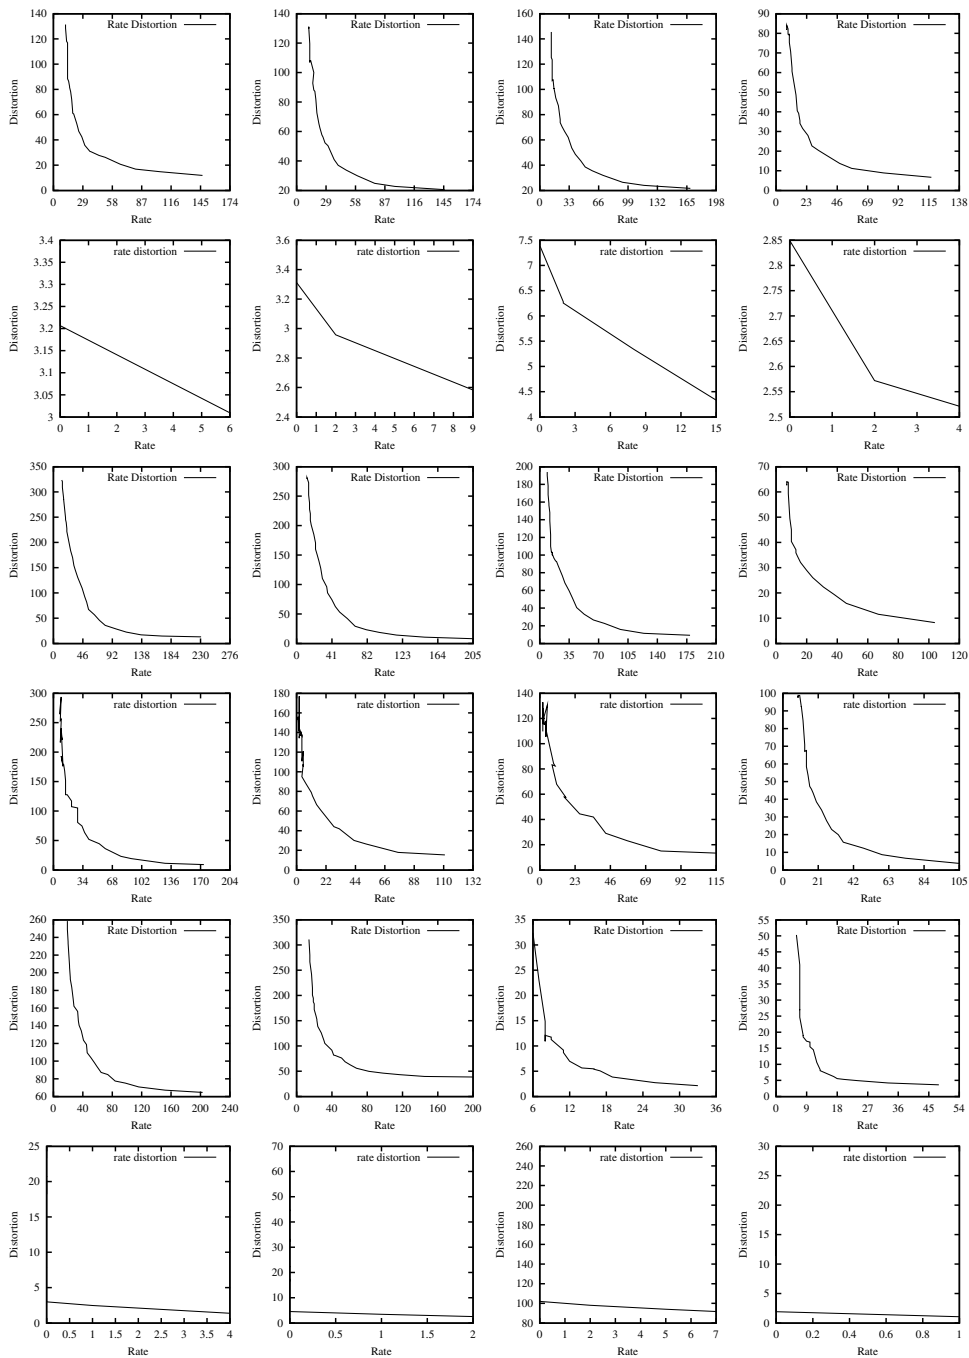 Rate Distortion
140 120 100 80 60 40 20 0
Distortion
0 29 58 87 116 145 174
Rate
Rate Distortion
140 120 100 80 60 40 20
Distortion
0 29 58 87 116 145 174
Rate
Rate Distortion
160 140 120 100 80 60 40 20
Distortion
0 33 66 99 132 165 198
Rate
Rate Distortion
90 80 70 60 50 40 30 20 10 0
Distortion
0 23 46 69 92 115 138
Rate
rate distortion
3.4 3.35 3.3 3.25 3.2 3.15 3.1 3.05 3
Distortion
0 1 2 3 4 5 6
Rate
rate distortion
3.6 3.4 3.2 3 2.8 2.6 2.4
Distortion
0 1 2 3 4 5 6 7 8 9
Rate
rate distortion
7.5 7 6.5 6 5.5 5 4.5 4
Distortion
0 3 6 9 12 15
Rate
rate distortion
2.85 2.8 2.75 2.7 2.65 2.6 2.55 2.5
Distortion
0 1 2 3 4
Rate
Rate Distortion
350 300 250 200 150 100 50 0
Distortion
0 46 92 138 184 230 276
Rate
Rate Distortion
300 250 200 150 100 50 0
Distortion
0 41 82 123 164 205
Rate
Rate Distortion
200 180 160 140 120 100 80 60 40 20 0
Distortion
0 35 70 105 140 175 210
Rate
Rate Distortion
70 60 50 40 30 20 10 0
Distortion
0 20 40 60 80 100 120
Rate
rate distortion
300 250 200 150 100 50 0
Distortion
0 34 68 102 136 170 204
Rate
rate distortion
180 160 140 120 100 80 60 40 20 0
Distortion
0 22 44 66 88 110 132
Rate
rate distortion
140 120 100 80 60 40 20 0
Distortion
0 23 46 69 92 115
Rate
rate distortion
100 90 80 70 60 50 40 30 20 10 0
Distortion
0 21 42 63 84 105
Rate
Rate Distortion
260 240 220 200 180 160 140 120 100 80 60
Distortion
0 40 80 120 160 200 240
Rate
Rate Distortion
350 300 250 200 150 100 50 0
Distortion
0 40 80 120 160 200
Rate
Rate Distortion
35 30 25 20 15 10 5 0
Distortion
6 12 18 24 30 36
Rate
Rate Distortion
55 50 45 40 35 30 25 20 15 10 5 0
Distortion
0 9 18 27 36 45 54
Rate
rate distortion
25 20 15 10 5 0
Distortion
0 0.5 1 1.5 2 2.5 3 3.5 4
Rate
rate distortion
70 60 50 40 30 20 10 0
Distortion
0 0.5 1 1.5 2
Rate
rate distortion
260 240 220 200 180 160 140 120 100 80
Distortion
0 1 2 3 4 5 6 7
Rate
rate distortion
30 25 20 15 10 5 0
Distortion
0 0.2 0.4 0.6 0.8 1
Rate